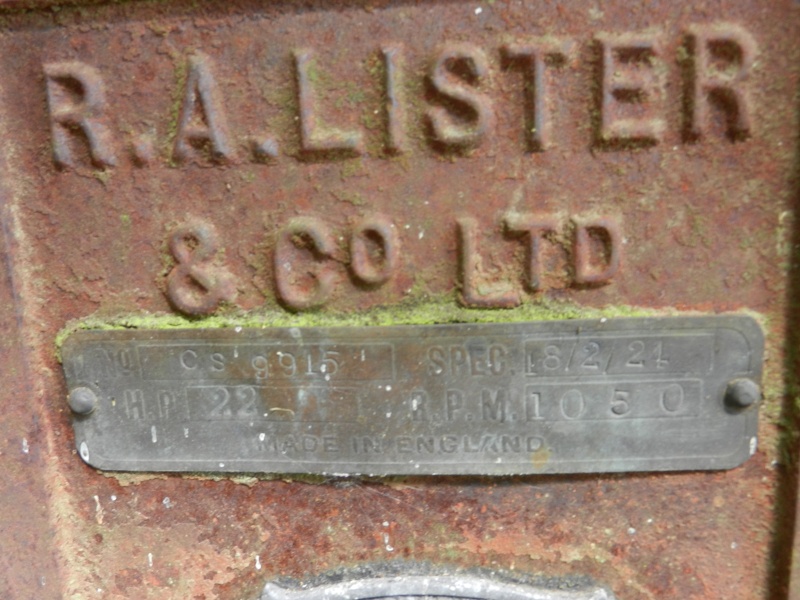 R.A. LISTER
& Co LTD
No CS 9915 SPEC. 18/2/24
H.P. 22 R.P.M. 1050
MADE IN ENGLAND.